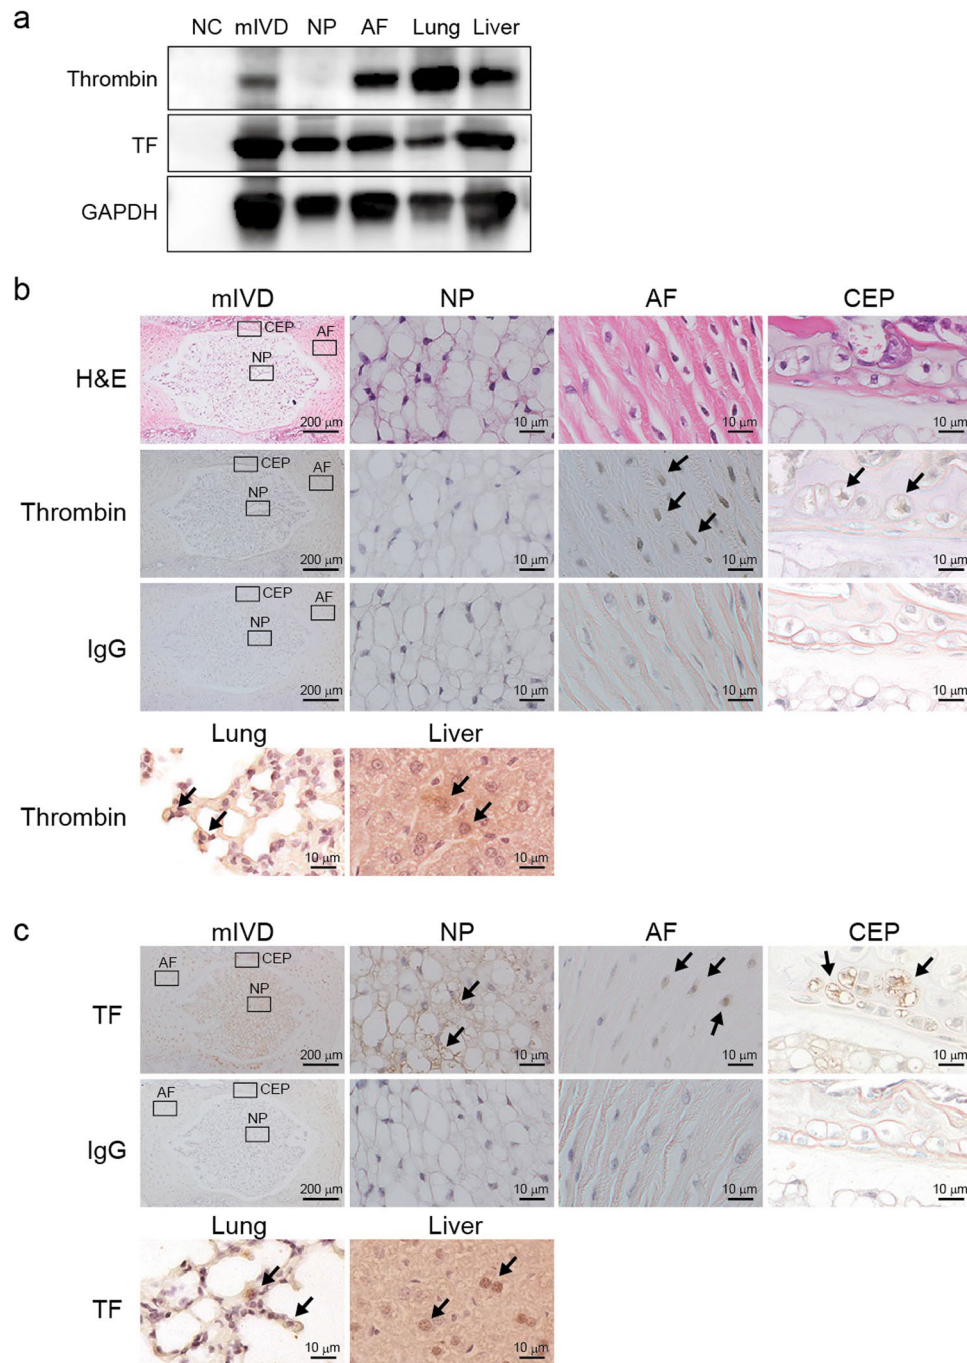 a
NC mIVD NP AF Lung Liver
Thrombin
TF
GAPDH
b
mIVD NP AF CEP
H&E
CEP AF
NP
200 μm 10 μm 10 μm 10 μm
Thrombin
CEP AF
NP
200 μm 10 μm 10 μm 10 μm
IgG
CEP AF
NP
200 μm 10 μm 10 μm 10 μm
Lung Liver
Thrombin
10 μm 10 μm
c
mIVD NP AF CEP
TF
AF CEP
NP
200 μm 10 μm 10 μm 10 μm
IgG
AF CEP
NP
200 μm 10 μm 10 μm 10 μm
Lung Liver
TF
10 μm 10 μm